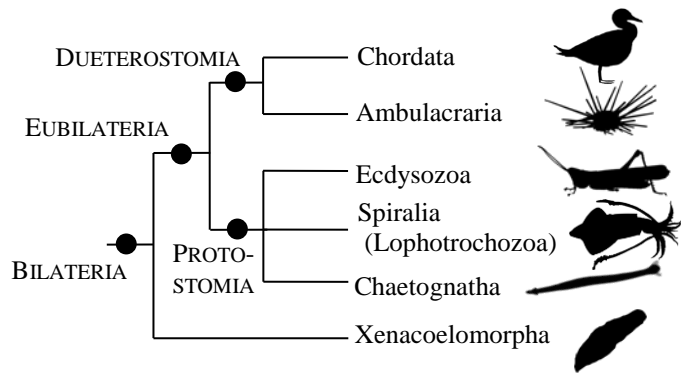 DUETEROSTOMIA
Chordata
Ambulacraria
EUBILATERIA
Ecdysozoa
Spiralia
(Lophotrochozoa)
PROTO-
STOMIA
BILATERIA
Chaetognatha
Xenacoelomorpha